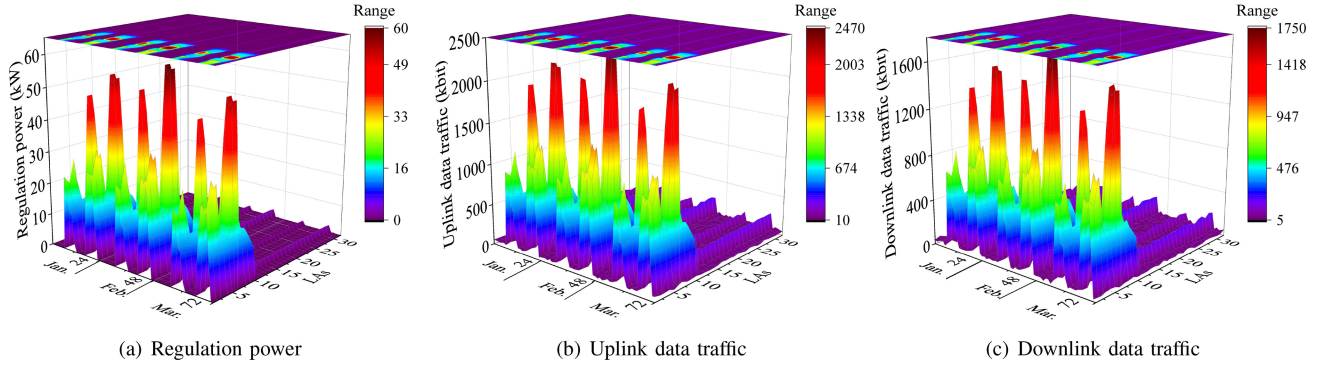 Range
60
49
33
16
0
Regulation power (kW)
60
50
40
30
20
10
0
Jan.
24
Feb.
48
Mar.
72
5
10
15
20
25
30
LAs
(a) Regulation power
Range
2470
2003
1338
674
10
Uplink data traffic (kbit)
2500
2000
1500
1000
500
0
Jan.
24
Feb.
48
Mar.
72
5
10
15
20
25
30
LAs
(b) Uplink data traffic
Range
1750
1418
947
476
5
Downlink data traffic (kbit)
1600
1200
800
400
0
Jan.
24
Feb.
48
Mar.
72
5
10
15
20
25
30
LAs
(c) Downlink data traffic